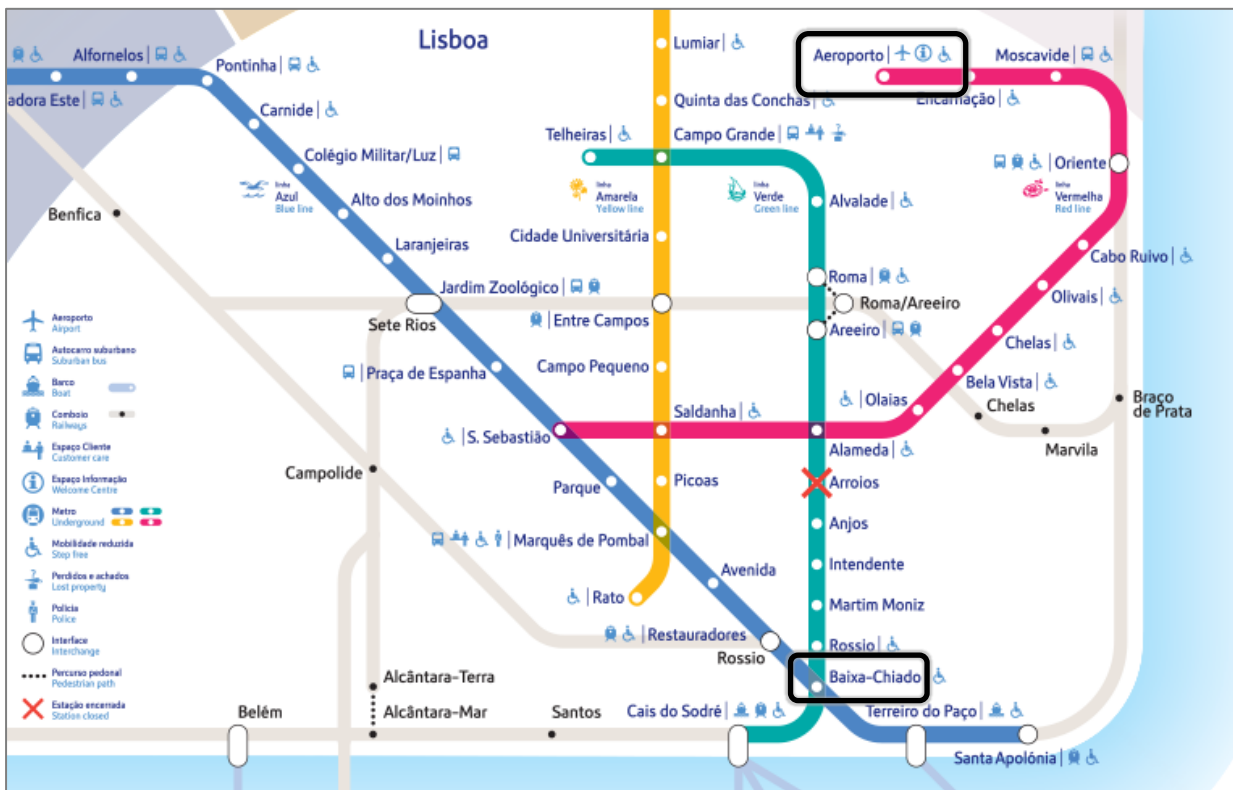 Lisboa
Alfornelos
Pontinha
adora Este
Carnide
Colégio Militar/Luz
Alto dos Moinhos
Laranjeiras
Jardim Zoológico
Sete Rios
Praça de Espanha
S. Sebastião
Parque
Marquês de Pombal
Avenida
Restauradores
Rossio
Baixa-Chiado
Terreiro do Paço
Santa Apolónia
Lumiar
Quinta das Conchas
Campo Grande
Cidade Universitária
Entre Campos
Campo Pequeno
Saldanha
Picoas
Rato
Telheiras
Alvalade
Roma
Roma/Areeiro
Areeiro
Alameda
Arroios
Anjos
Intendente
Martim Moniz
Rossio
Cais do Sodré
Aeroporto
Encarnação
Moscavide
Oriente
Cabo Ruivo
Olivais
Chelas
Bela Vista
Olaias
Chelas
Marvila
Braço
de Prata
Benfica
Campolide
Alcântara-Terra
Alcântara-Mar
Santos
Belém
linha
Azul
Blue line
linha
Amarela
Yellow line
linha
Verde
Green line
linha
Vermelha
Red line
Aeroporto
Airport
Autocarro suburbano
Suburban bus
Barco
Boat
Comboio
Railways
Espaço Cliente
Customer care
Espaço Informação
Welcome Centre
Metro
Underground
Mobilidade reduzida
Step free
Perdidos e achados
Lost property
Polícia
Police
Interface
Interchange
Percurso pedonal
Pedestrian path
Estação encerrada
Station closed